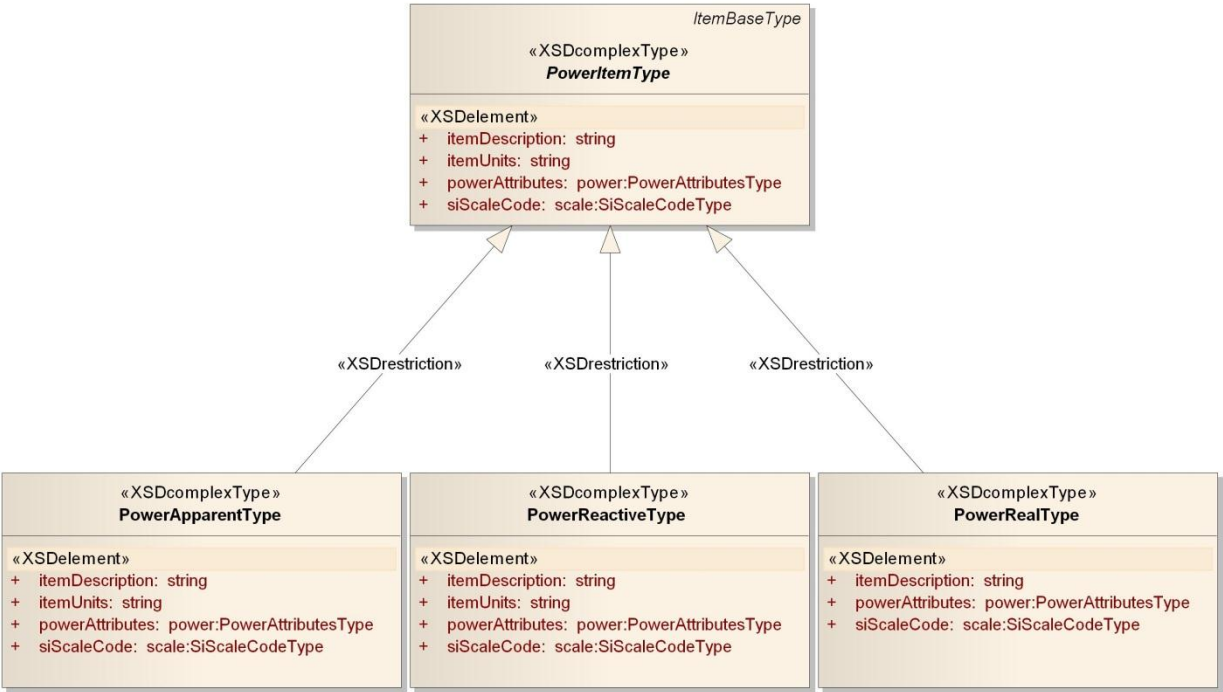 ItemBaseType
«XSDcomplexType»
PowerItemType
«XSDelement»
+ itemDescription: string
+ itemUnits: string
+ powerAttributes: power:PowerAttributesType
+ siScaleCode: scale:SiScaleCodeType
«XSDrestriction»
«XSDrestriction»
«XSDrestriction»
«XSDcomplexType»
PowerApparentType
«XSDelement»
+ itemDescription: string
+ itemUnits: string
+ powerAttributes: power:PowerAttributesType
+ siScaleCode: scale:SiScaleCodeType
«XSDcomplexType»
PowerReactiveType
«XSDelement»
+ itemDescription: string
+ itemUnits: string
+ powerAttributes: power:PowerAttributesType
+ siScaleCode: scale:SiScaleCodeType
«XSDcomplexType»
PowerRealType
«XSDelement»
+ itemDescription: string
+ powerAttributes: power:PowerAttributesType
+ siScaleCode: scale:SiScaleCodeType